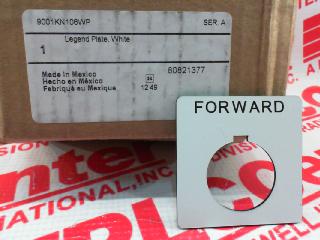 9001KN106WP SER. A
Legend Plate, White
1
Made In Mexico 60821377
Hecho en México
Fabriqué au Mexique 12 49
FORWARD